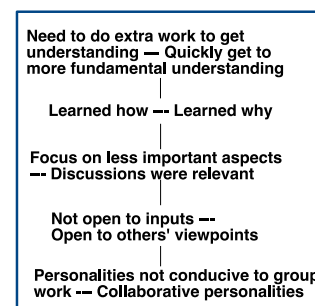 Need to do extra work to get
understanding –– Quickly get to
more fundamental understanding
Learned how –- Learned why
Focus on less important aspects
–- Discussions were relevant
Not open to inputs –-
Open to others' viewpoints
Personalities not conducive to group
work -–- Collaborative personalities